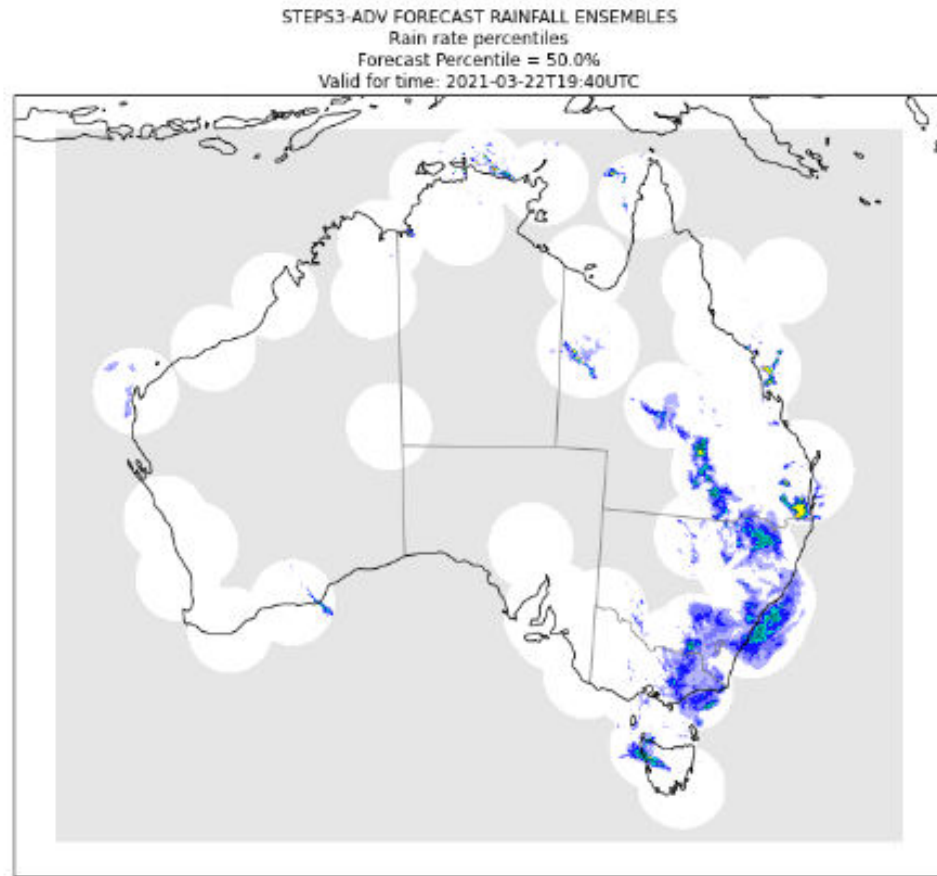 STEPS3-ADV FORECAST RAINFALL ENSEMBLES
Rain rate percentiles
Forecast Percentile = 50.0%
Valid for time: 2021-03-22T19:40UTC